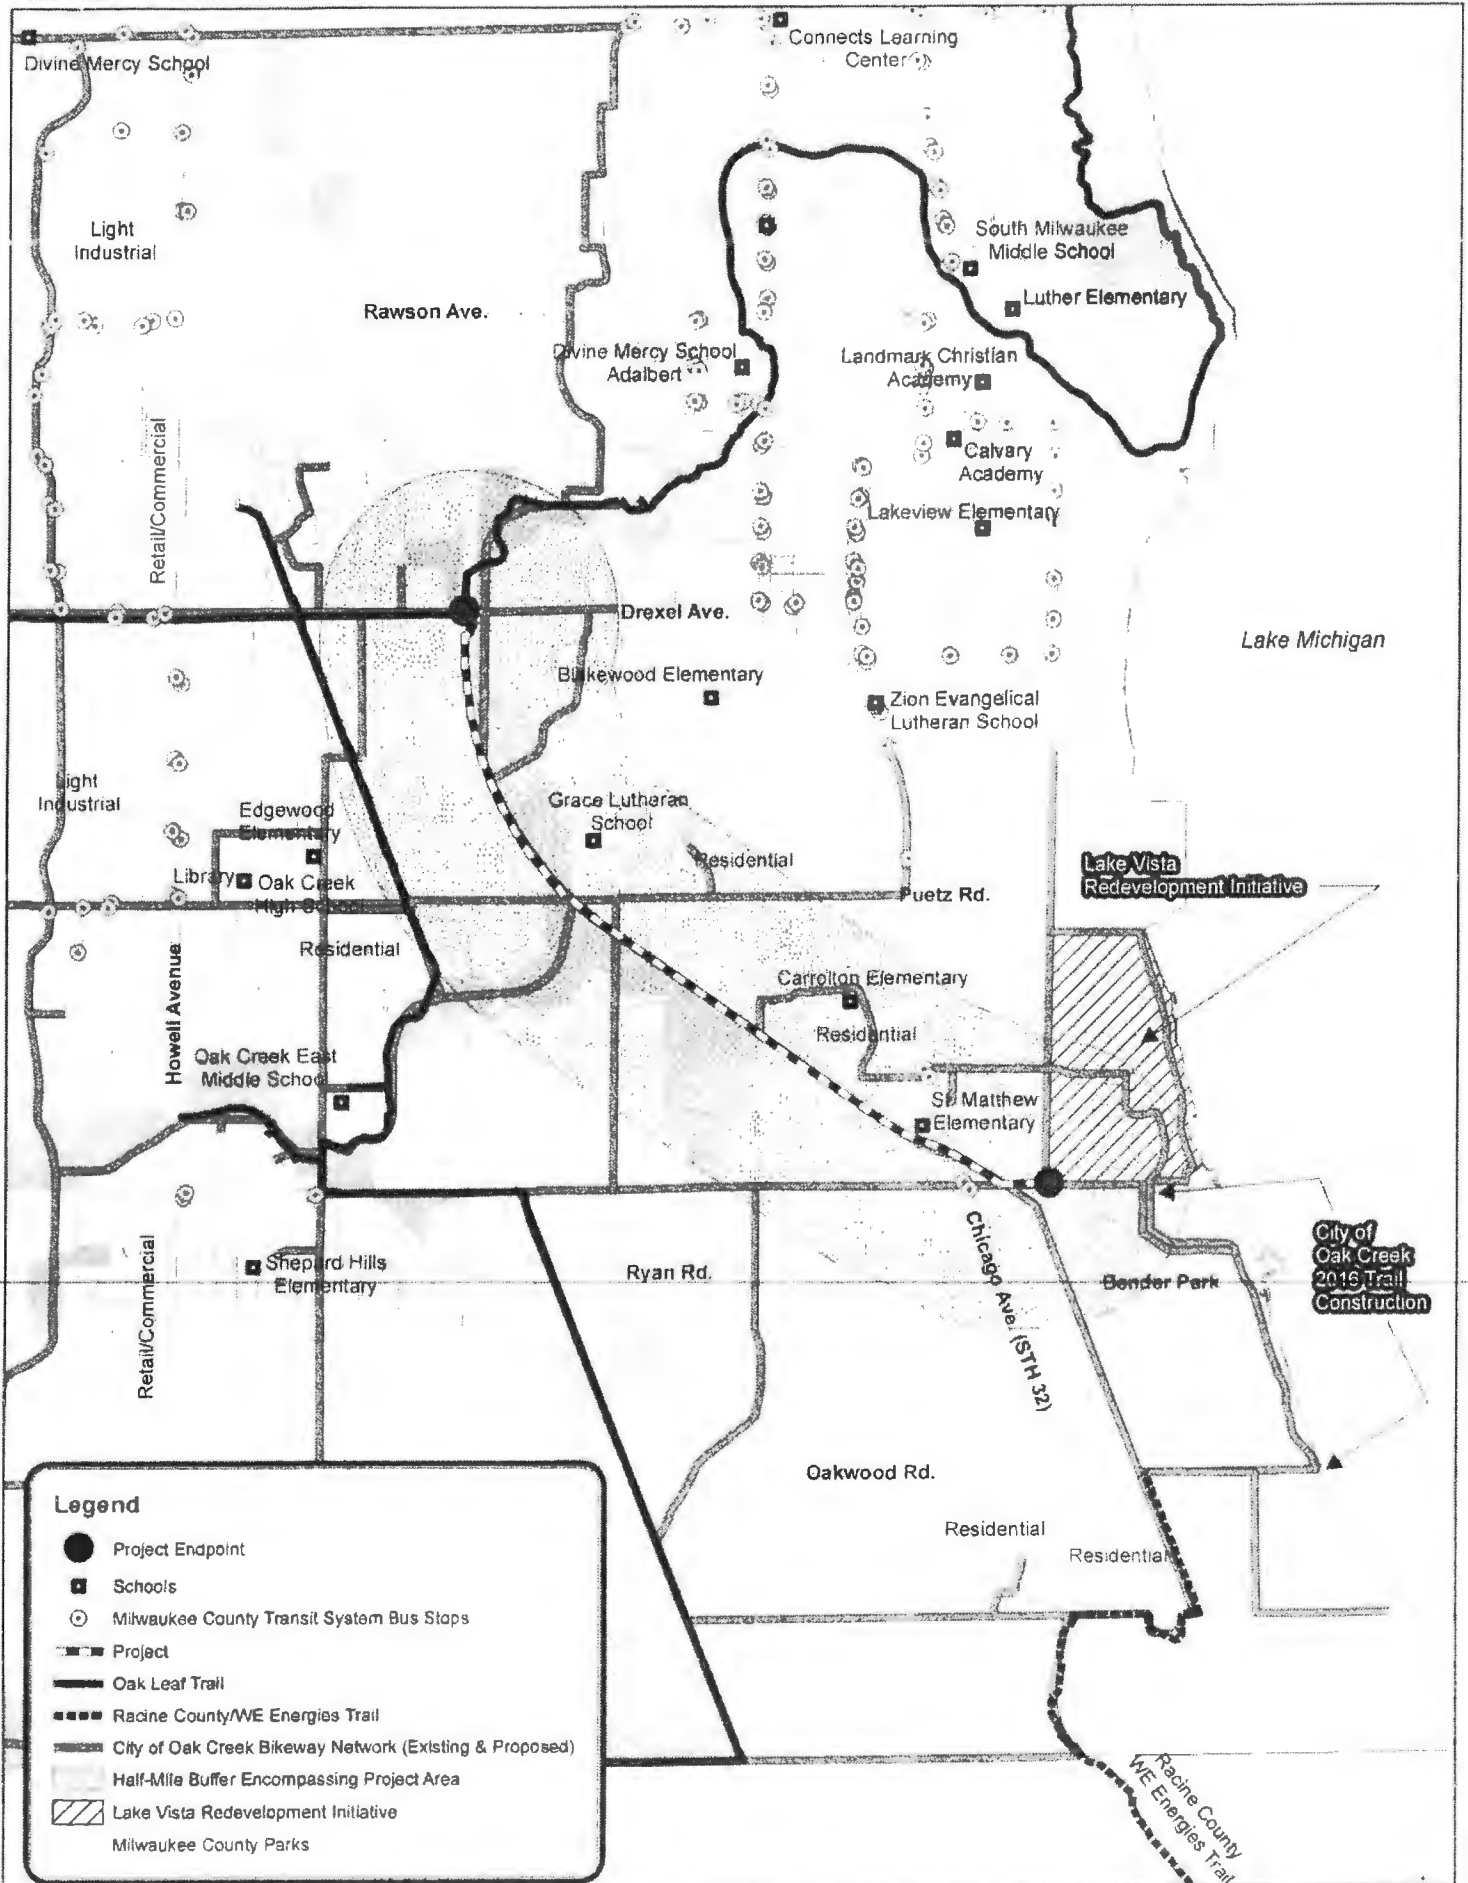 Divine Mercy School
Connects Learning
Center
Light
Industrial
South Milwaukee
Middle School
Luther Elementary
Rawson Ave.
Divine Mercy School
Adalbert
Landmark Christian
Academy
Retail/Commercial
Calvary
Academy
Lakeview Elementary
Drexel Ave.
Lake Michigan
Blakewood Elementary
Zion Evangelical
Lutheran School
Light
Industrial
Edgewood
Elementary
Grace Lutheran
School
Residential
Lake Vista
Redevelopment Initiative
Library
Oak Creek
High School
Puetz Rd.
Residential
Howell Avenue
Carrolton Elementary
Residential
Oak Creek East
Middle School
St. Matthew
Elementary
Chicago Ave. (STH 32)
City of
Oak Creek
2016 Trail
Construction
Shepard Hills
Elementary
Ryan Rd.
Bender Park
Retail/Commercial
Oakwood Rd.
Residential
Residential
Legend
Project Endpoint
Schools
Milwaukee County Transit System Bus Stops
Project
Oak Leaf Trail
Racine County/WE Energies Trail
City of Oak Creek Bikeway Network (Existing & Proposed)
Half-Mile Buffer Encompassing Project Area
Lake Vista Redevelopment Initiative
Milwaukee County Parks
Racine County
WE Energies Trail